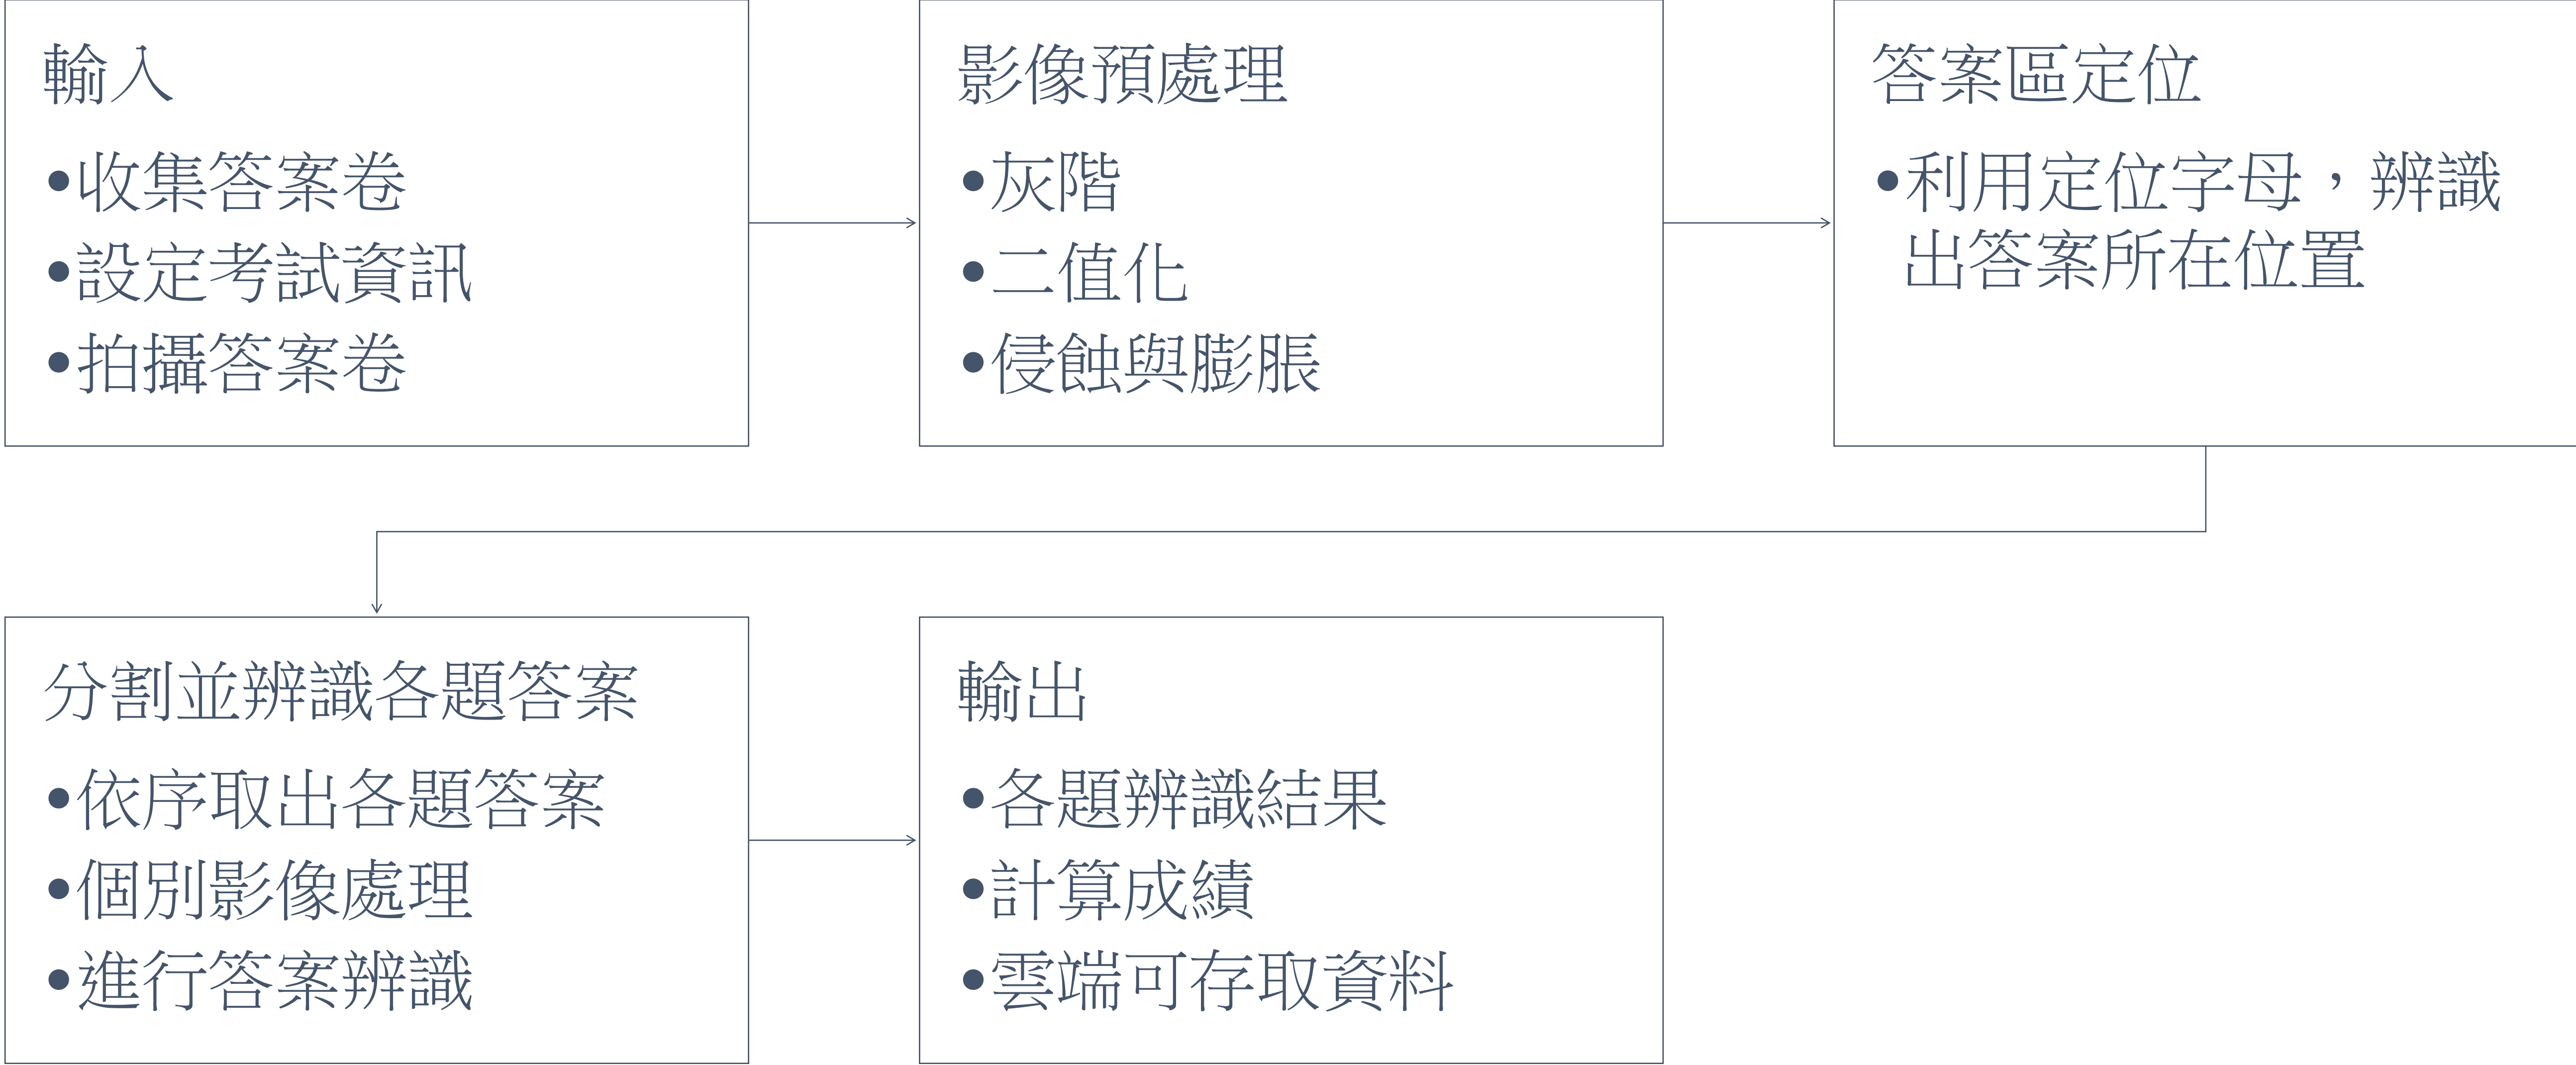 輸入
•收集答案卷
•設定考試資訊
•拍攝答案卷
影像預處理
•灰階
•二值化
•侵蝕與膨脹
答案區定位
•利用定位字母，辨識
出答案所在位置
分割並辨識各題答案
•依序取出各題答案
•個別影像處理
•進行答案辨識
輸出
•各題辨識結果
•計算成績
•雲端可存取資料